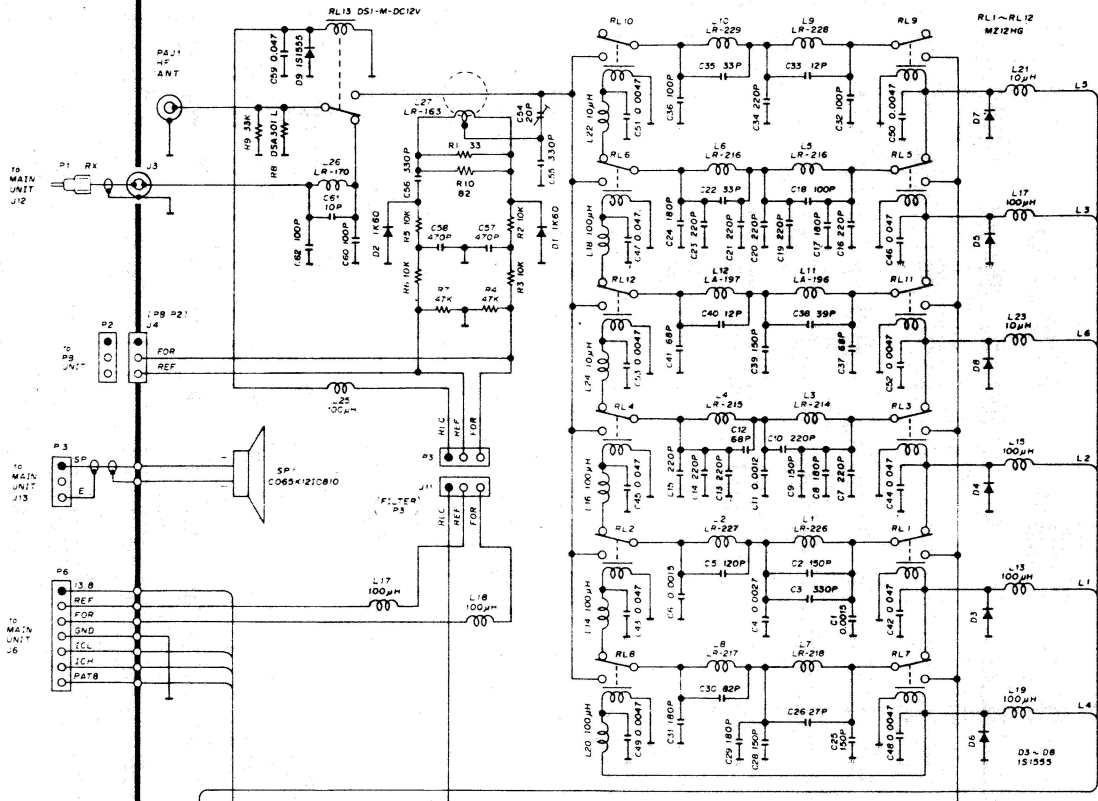 RL13 DS1-M-DC12V
C59 0.047
D9 1S1555
PAJ1
HF
ANT
R9 33K
DSA301L
R8
to
MAIN
UNIT
J12
P1
RX
J3
L26
LR-170
C61
10P
C62 100P
C60 100P
L27
LR-163
C54
20P
R1 33
R10
82
C56 330P
C55 330P
D2 1K60
D1 1K60
R5 10K
R2 10K
C58
470P
C57
470P
R6 10K
R3 10K
R7
47K
R4
47K
to
PB
UNIT
P2
(PB P2)
J4
FOR
REF
L25
100μH
RLC
REF
FOR
P3
J11
(FILTER)
P3
RLC
REF
FOR
to
MAIN
UNIT
J13
P3
SP
E
SP1
C065K121C810
to
MAIN
UNIT
J6
P6
13.8
REF
FOR
GND
ICL
ICH
PAT8
L17
100μH
L18
100μH
RL10
L10
LR-229
L9
LR-228
RL9
RL1~RL12
MZ12HG
C35 33P
C33 12P
C36 100P
C34 220P
C32 100P
L22 10μH
C51 0.0047
C50 0.0047
L21
10μH
D7
L5
RL6
L6
LR-216
L5
LR-216
RL5
C22 33P
C18 100P
C24 180P
C23 220P
C21 220P
C20 220P
C19 220P
C17 180P
C16 220P
L18 100μH
C47 0.047
C46 0.047
L17
100μH
D5
L3
RL12
L12
LA-197
L11
LA-196
RL11
C40 12P
C38 39P
C41 68P
C39 150P
C37 68P
L24 10μH
C53 0.0047
C52 0.0047
L23
10μH
D8
L6
RL4
L4
LR-215
L3
LR-214
RL3
C12
68P
C10 220P
C15 220P
C14 220P
C13 220P
C11 0.0012
C9 150P
C8 180P
C7 220P
L16 100μH
C45 0.047
C44 0.047
L15
100μH
D4
L2
RL2
L2
LR-227
L1
LR-226
RL1
C5 120P
C2 150P
C3 330P
C6 0.0015
C4 0.0027
C1
0.0015
L14 100μH
C43 0.047
C42 0.047
L13
100μH
D3
L1
RL8
L8
LR-217
L7
LR-218
RL7
C30 82P
C26 27P
C31 180P
C29 180P
C28 150P
C25
150P
L20 100μH
C49 0.0047
C48 0.0047
L19
100μH
D6
L4
D3~D8
1S1555